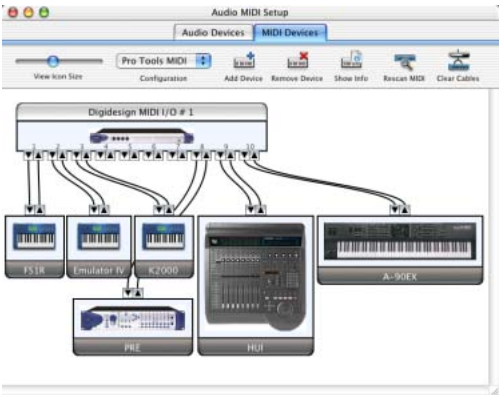 Audio MIDI Setup
Audio Devices MIDI Devices
Pro Tools MIDI
View Icon Size Configuration Add Device Remove Device Show Info Rescan MIDI Clear Cables
Digidesign MIDI I/O # 1
1 2 3 4 5 6 7 8 9 10
FS1R Emulator IV K2000 A-90EX
PRE HUI